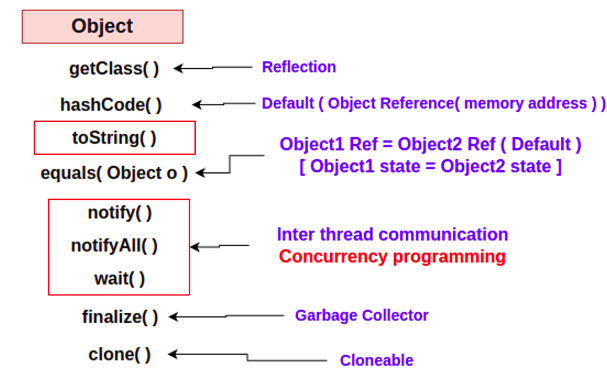 Object
getClass( )
Reflection
hashCode( )
Default ( Object Reference( memory address ) )
toString( )
equals( Object o )
Object1 Ref = Object2 Ref ( Default )
[ Object1 state = Object2 state ]
notify( )
notifyAll( )
wait( )
Inter thread communication
Concurrency programming
finalize( )
Garbage Collector
clone( )
Cloneable